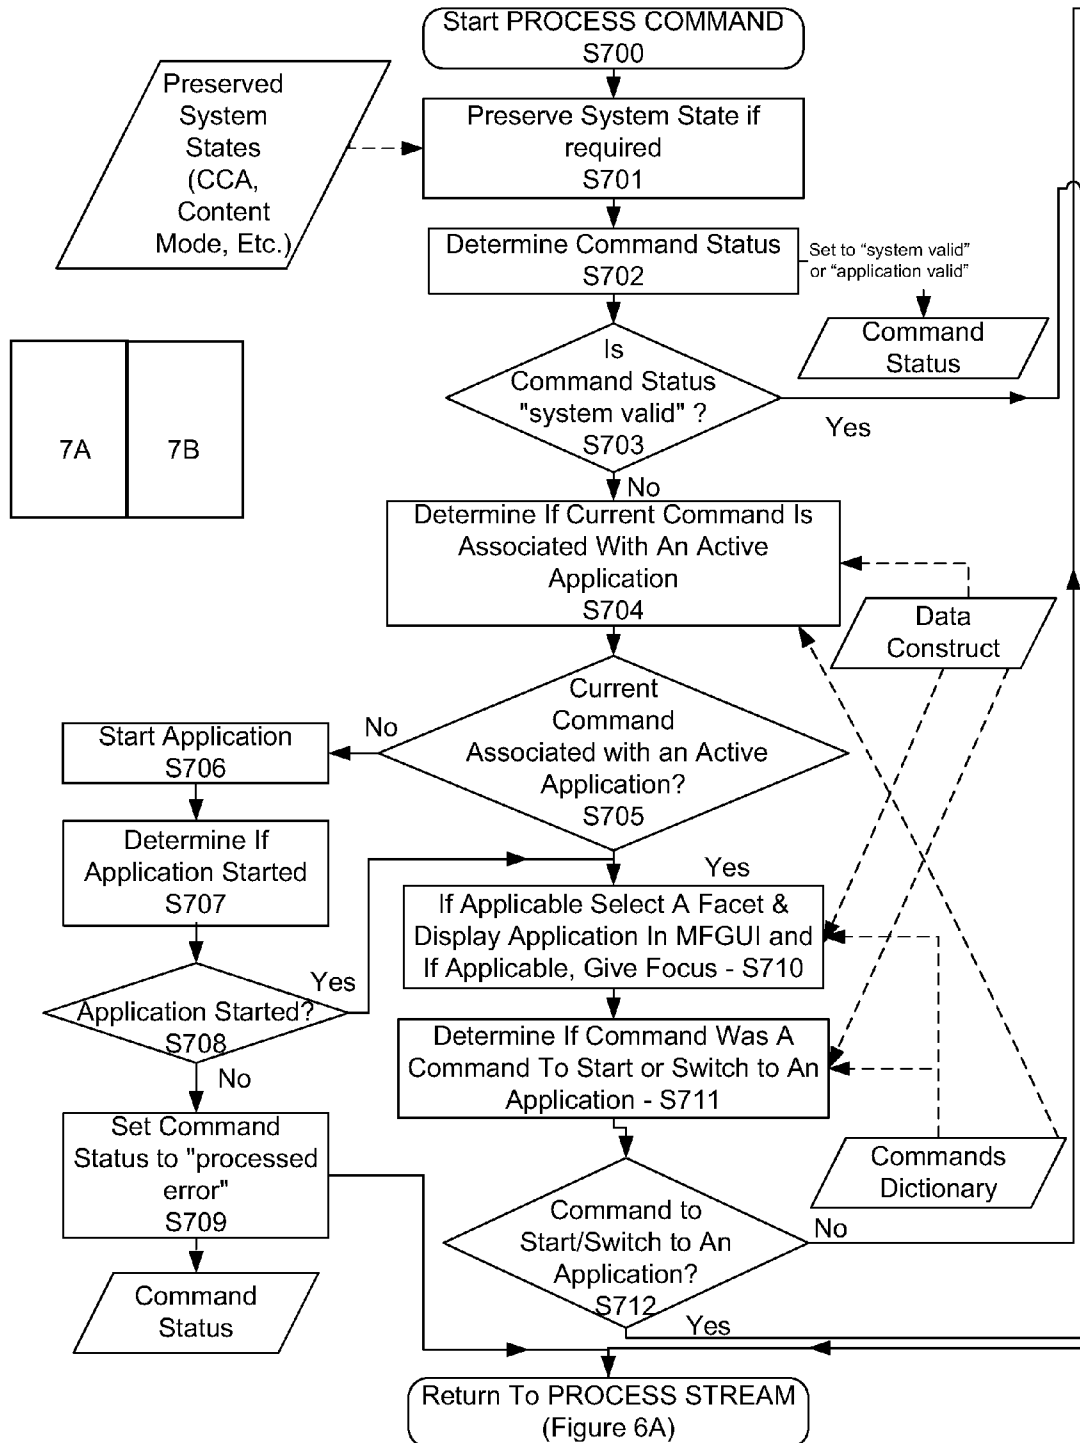 Start PROCESS COMMAND
S700
Preserved
System
States
(CCA,
Content
Mode, Etc.)
Preserve System State if
required
S701
Determine Command Status
S702
Set to “system valid”
or “application valid”
Command
Status
Is
Command Status
"system valid" ?
S703
Yes
No
7A
7B
Determine If Current Command Is
Associated With An Active
Application
S704
Data
Construct
Current
Command
Associated with an Active
Application?
S705
No
Start Application
S706
Determine If
Application Started
S707
Yes
If Applicable Select A Facet &
Display Application In MFGUI and
If Applicable, Give Focus - S710
Yes
Application Started?
S708
No
Determine If Command Was A
Command To Start or Switch to An
Application - S711
Set Command
Status to "processed
error"
S709
Commands
Dictionary
Command to
Start/Switch to An
Application?
S712
No
Yes
Command
Status
Return To PROCESS STREAM
(Figure 6A)